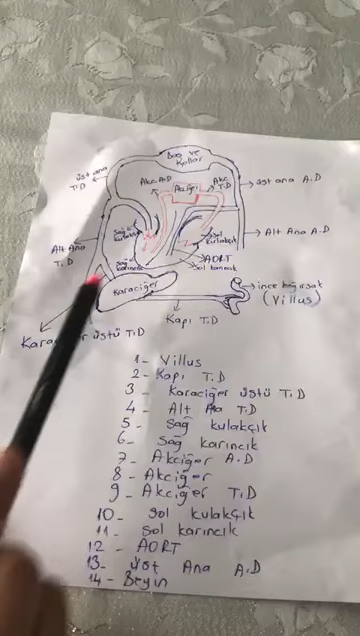 Baş ve
Kollar
üst ana
T.D
Akc A.D
Akciğer
Akc
T.D
üst ana A.D
Sağ
kulakçık
Sol
kulakçık
Alt Ana A.D
Alt Ana
T.D
Sağ
karıncık
AORT
Sol karıncık
Karaciğer
ince bağırsak
(Villus)
Kapı T.D
üstü T.D
1- Villus
2- Kapı T.D
3 Karaciğer üstü T.D
4 Alt Ana T.D
5- Sağ kulakçık
6- Sağ karıncık
7- Akciğer A.D
8- Akciğer
9- Akciğer T.D
10- Sol kulakçık
11- Sol karıncık
12- AORT
13- üst Ana A.D
14- Beyin